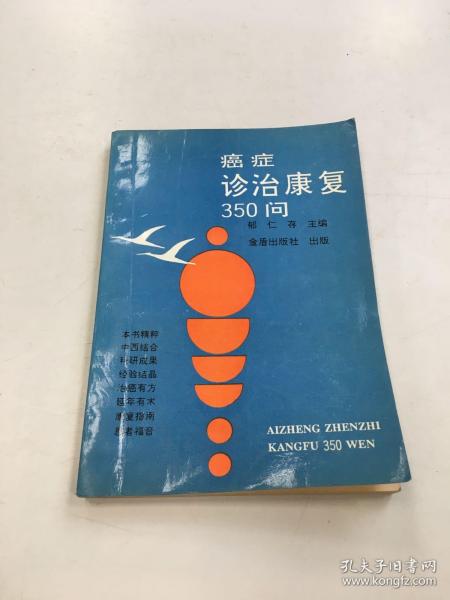 癌症
诊治康复
350问
郁仁存 主编
金盾出版社 出版
本书精粹
中西结合
科研成果
经验结晶
治癌有方
延年有术
康复指南
患者福音
AIZHENG ZHENZHI
KANGFU 350 WEN
孔夫子旧书网
www.kongfz.com